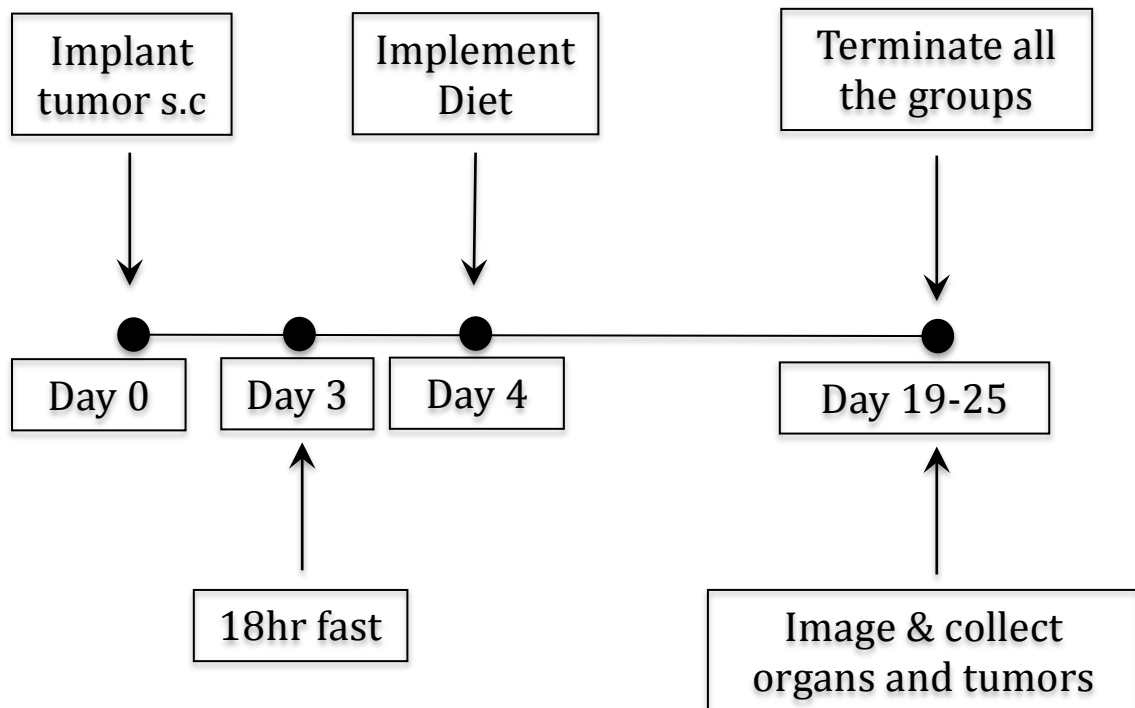 Implant
tumor s.c
Implement
Diet
Terminate all
the groups
Day 0
Day 3
Day 4
Day 19-25
18hr fast
Image & collect
organs and tumors